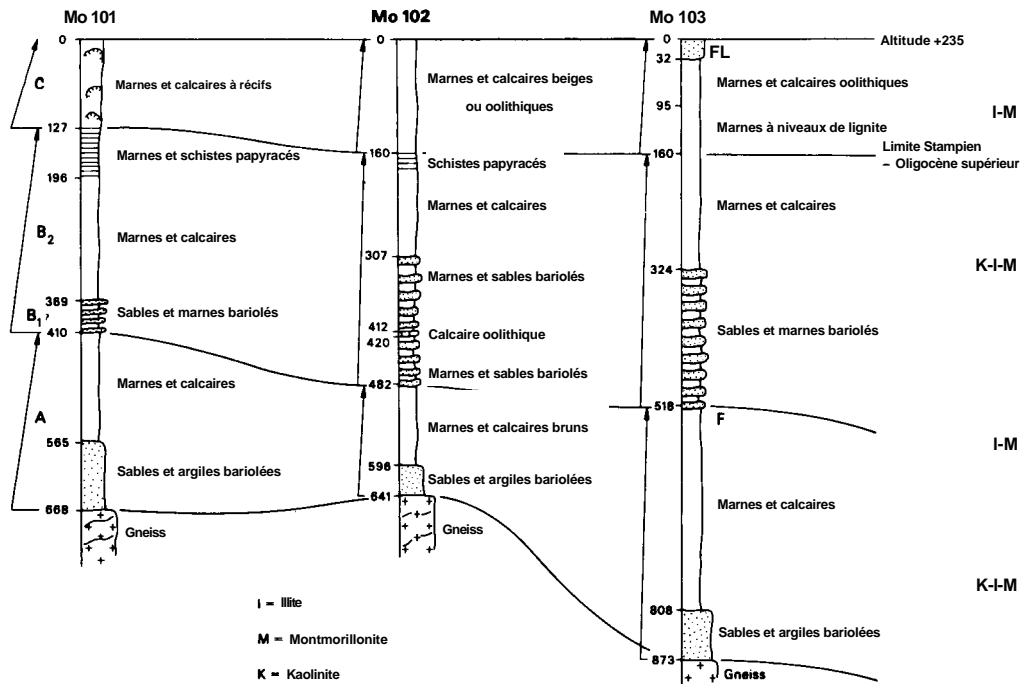 Mo 101
Mo 102
Mo 103
0
C
Marnes et calcaires à récifs
127
Marnes et schistes papyracés
196
B2
Marnes et calcaires
369
B1 ?
Sables et marnes bariolés
410
Marnes et calcaires
A
565
Sables et argiles bariolées
668
Gneiss
0
Marnes et calcaires beiges
ou oolithiques
160
Schistes papyracés
Marnes et calcaires
307
Marnes et sables bariolés
412
Calcaire oolithique
420
Marnes et sables bariolés
482
Marnes et calcaires bruns
596
Sables et argiles bariolées
641
Gneiss
0
FL
Altitude +235
32
Marnes et calcaires oolithiques
95
I-M
Marnes à niveaux de lignite
160
Limite Stampien
– Oligocène supérieur
Marnes et calcaires
K-I-M
324
Sables et marnes bariolés
518
F
I-M
Marnes et calcaires
K-I-M
808
Sables et argiles bariolées
873
Gneiss
I = Illite
M = Montmorillonite
K = Kaolinite